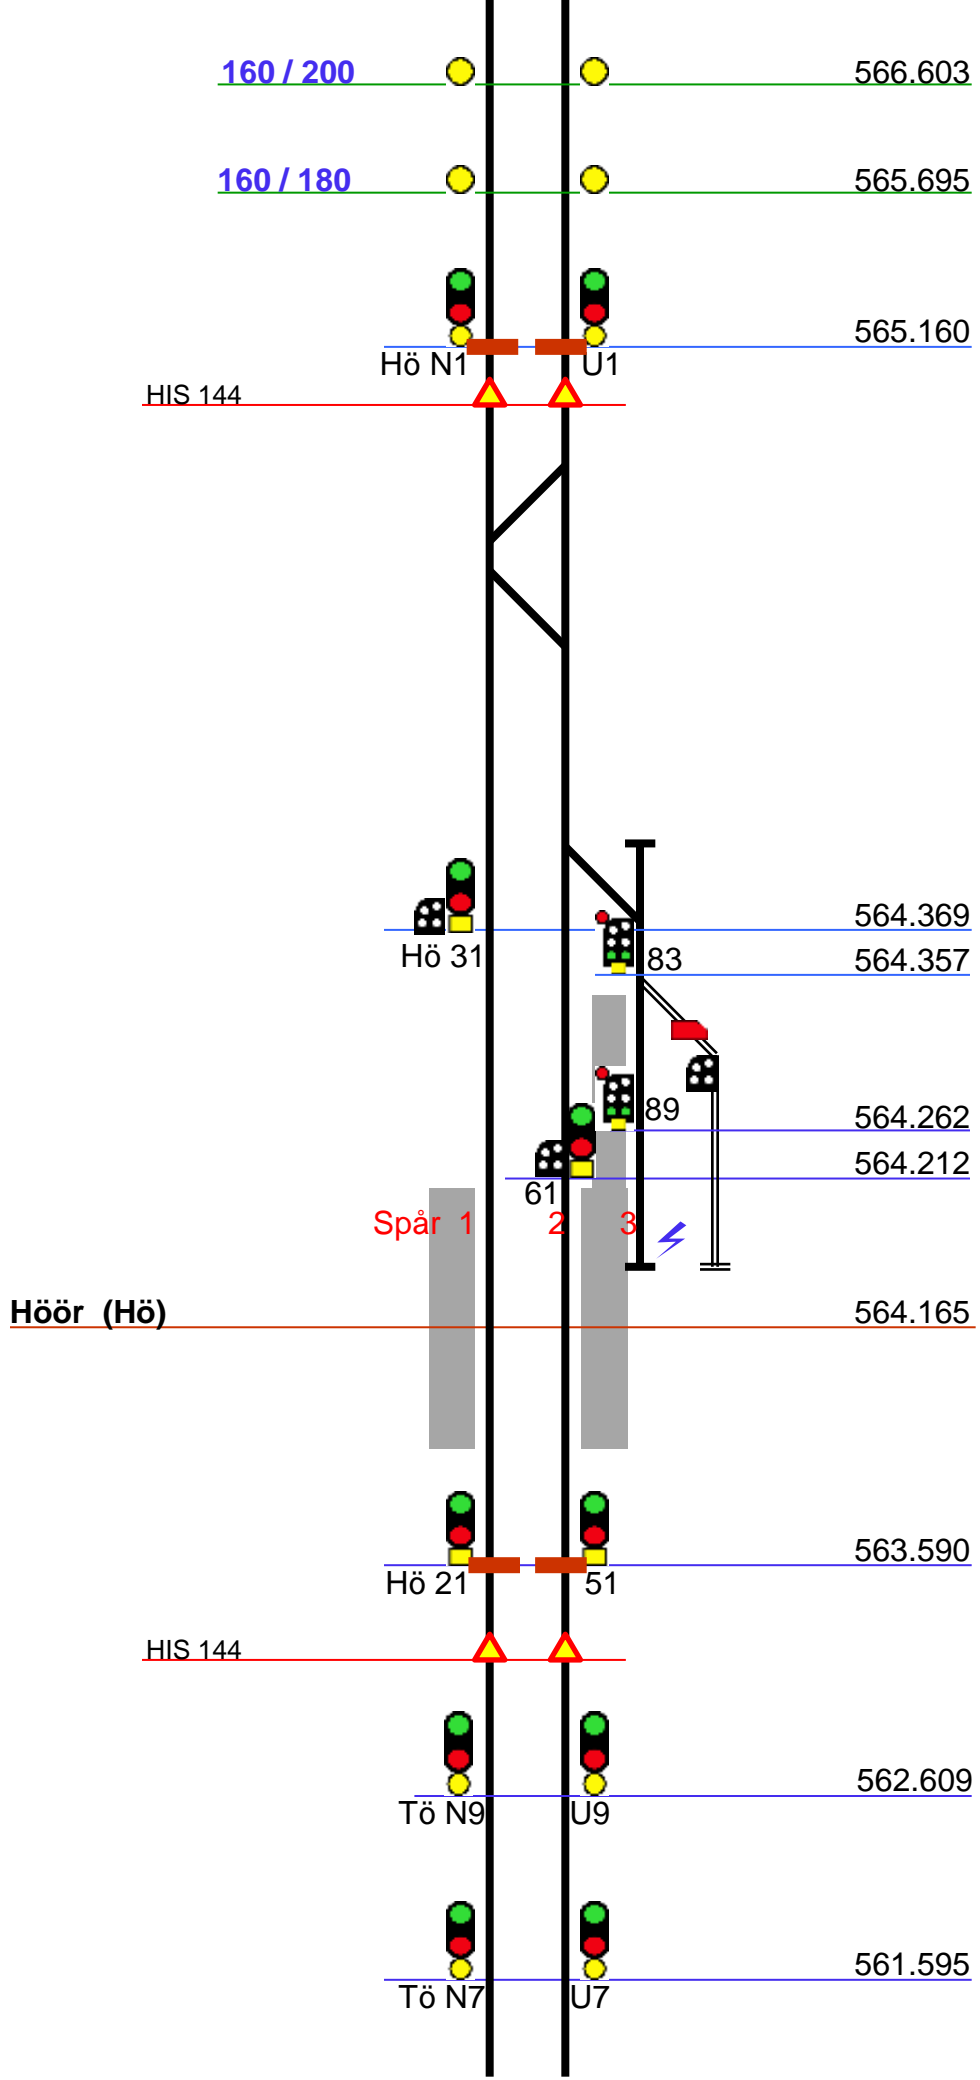 160 / 200 566.603
160 / 180 565.695
565.160
Hö N1 U1
HIS 144
564.369
Hö 31 83 564.357
89 564.262
564.212
61
Spår 1 2 3
Höör (Hö) 564.165
563.590
Hö 21 51
HIS 144
562.609
Tö N9 U9
561.595
Tö N7 U7